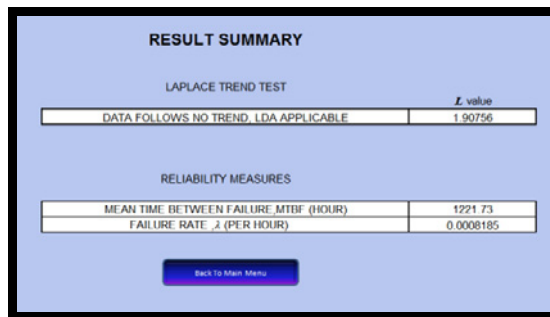 RESULT SUMMARY
LAPLACE TREND TEST
L value
DATA FOLLOWS NO TREND, LDA APPLICABLE 1.90756
RELIABILITY MEASURES
MEAN TIME BETWEEN FAILURE,MTBF (HOUR) 1221.73
FAILURE RATE ,λ (PER HOUR) 0.0008185
Back To Main Menu